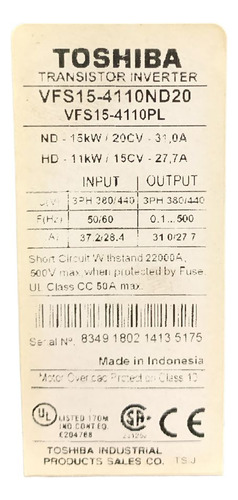 TOSHIBA
TRANSISTOR INVERTER
VFS15-4110ND20
VFS15-4110PL
ND - 15kW / 20CV - 31,0A
HD - 11kW / 15CV - 27,7A
INPUT OUTPUT
U(V) 3PH 380/440 3PH 380/440
F(Hz) 50/60 0.1...500
I(A) 37.2/28.4 31.0/27.7
Short Circuit Withstand 22000A,
500V max. when protected by Fuse
UL Class CC 50A max.
Serial Nº. 8349 1802 1413 5175
Made in Indonesia
Motor Overload Protection Class 10
UL LISTED 170M
IND CONT EQ.
E204788
SA CE
TOSHIBA INDUSTRIAL
PRODUCTS SALES CO. TSIJ